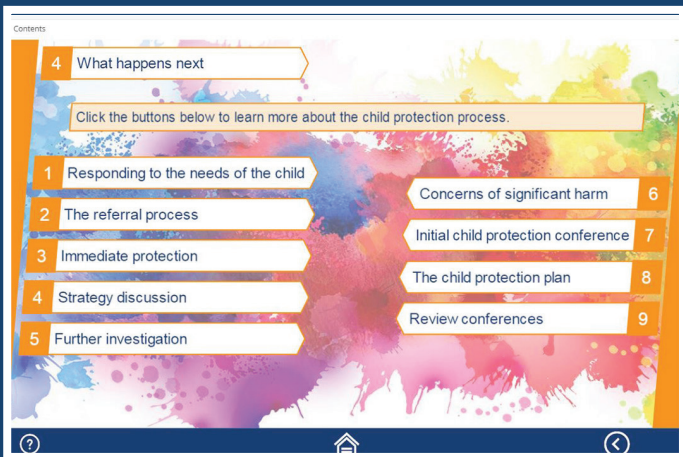 Contents
4 What happens next
Click the buttons below to learn more about the child protection process.
1 Responding to the needs of the child
2 The referral process
3 Immediate protection
4 Strategy discussion
5 Further investigation
Concerns of significant harm 6
Initial child protection conference 7
The child protection plan 8
Review conferences 9
?